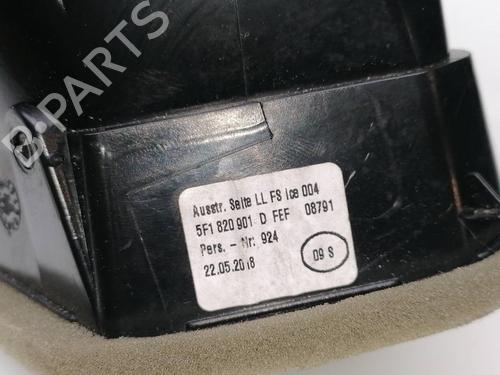 B-PARTS
Ausstr. Seite LL FS ice 004
5F1 820 901 D FEF 08791
Pers. - Nr: 924
22.05.2018
09 S